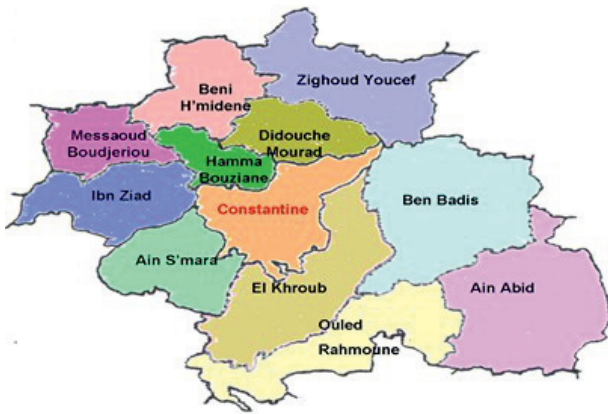 Zighoud Youcef
Beni
H'midene
Messaoud
Boudjeriou
Didouche
Mourad
Hamma
Bouziane
Ibn Ziad
Constantine
Ben Badis
Ain S'mara
El Khroub
Ain Abid
Ouled
Rahmoune